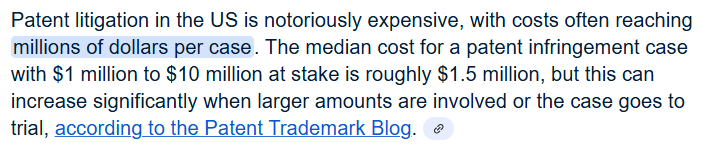 Patent litigation in the US is notoriously expensive, with costs often reaching
millions of dollars per case. The median cost for a patent infringement case
with $1 million to $10 million at stake is roughly $1.5 million, but this can
increase significantly when larger amounts are involved or the case goes to
trial, according to the Patent Trademark Blog.